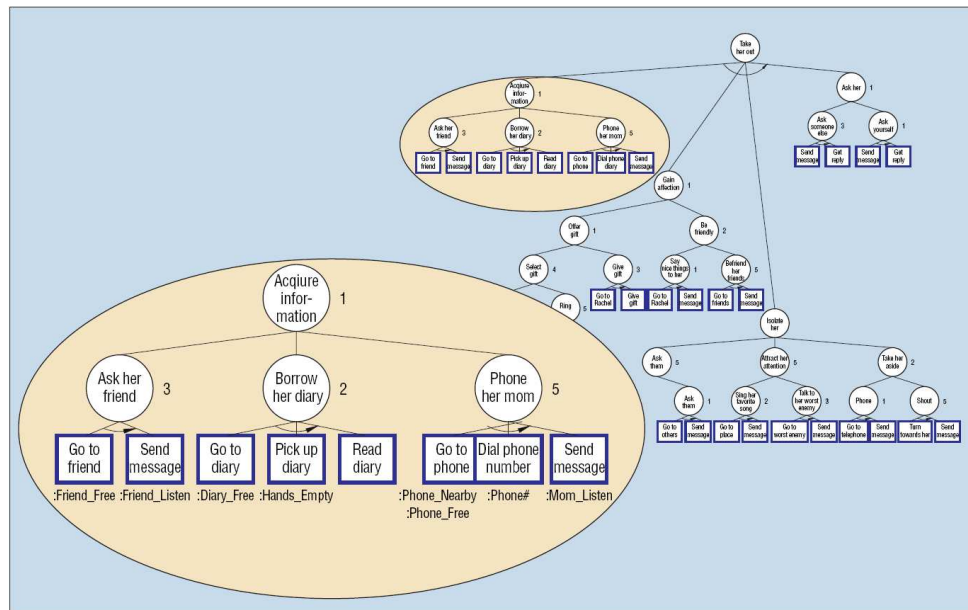 Take
her out
Acqiure
infor-
mation
1
Ask her
friend
3
Borrow
her diary
2
Phone
her mom
5
Go to
friend
Send
message
Go to
diary
Pick up
diary
Read
diary
Go to
phone
Dial phone
diary
Send
message
Ask her
1
Ask
someone
else
3
Ask
yourself
1
Send
message
Get
reply
Send
message
Get
reply
Gain
affection
1
Offer
gift
1
Be
friendly
2
Select
gift
4
Give
gift
3
Say
nice things
to her
1
Befriend
her
friends
5
Ring
5
Go to
Rachel
Give
gift
Go to
Rachel
Send
message
Go to
friends
Send
message
Isolate
her
Ask
them
5
Attract her
attention
5
Take her
aside
2
Ask
them
1
Sing her
favorite
song
2
Talk to
her worst
enemy
3
Phone
1
Shout
5
Go to
others
Send
message
Go to
place
Send
message
Go to
worst enemy
Send
message
Go to
telephone
Send
message
Turn
towards her
Send
message
Acqiure
infor-
mation
1
Ask her
friend
3
Borrow
her diary
2
Phone
her mom
5
Go to
friend
Send
message
Go to
diary
Pick up
diary
Read
diary
Go to
phone
Dial phone
number
Send
message
:Friend_Free
:Friend_Listen
:Diary_Free
:Hands_Empty
:Phone_Nearby
:Phone_Free
:Phone#
:Mom_Listen